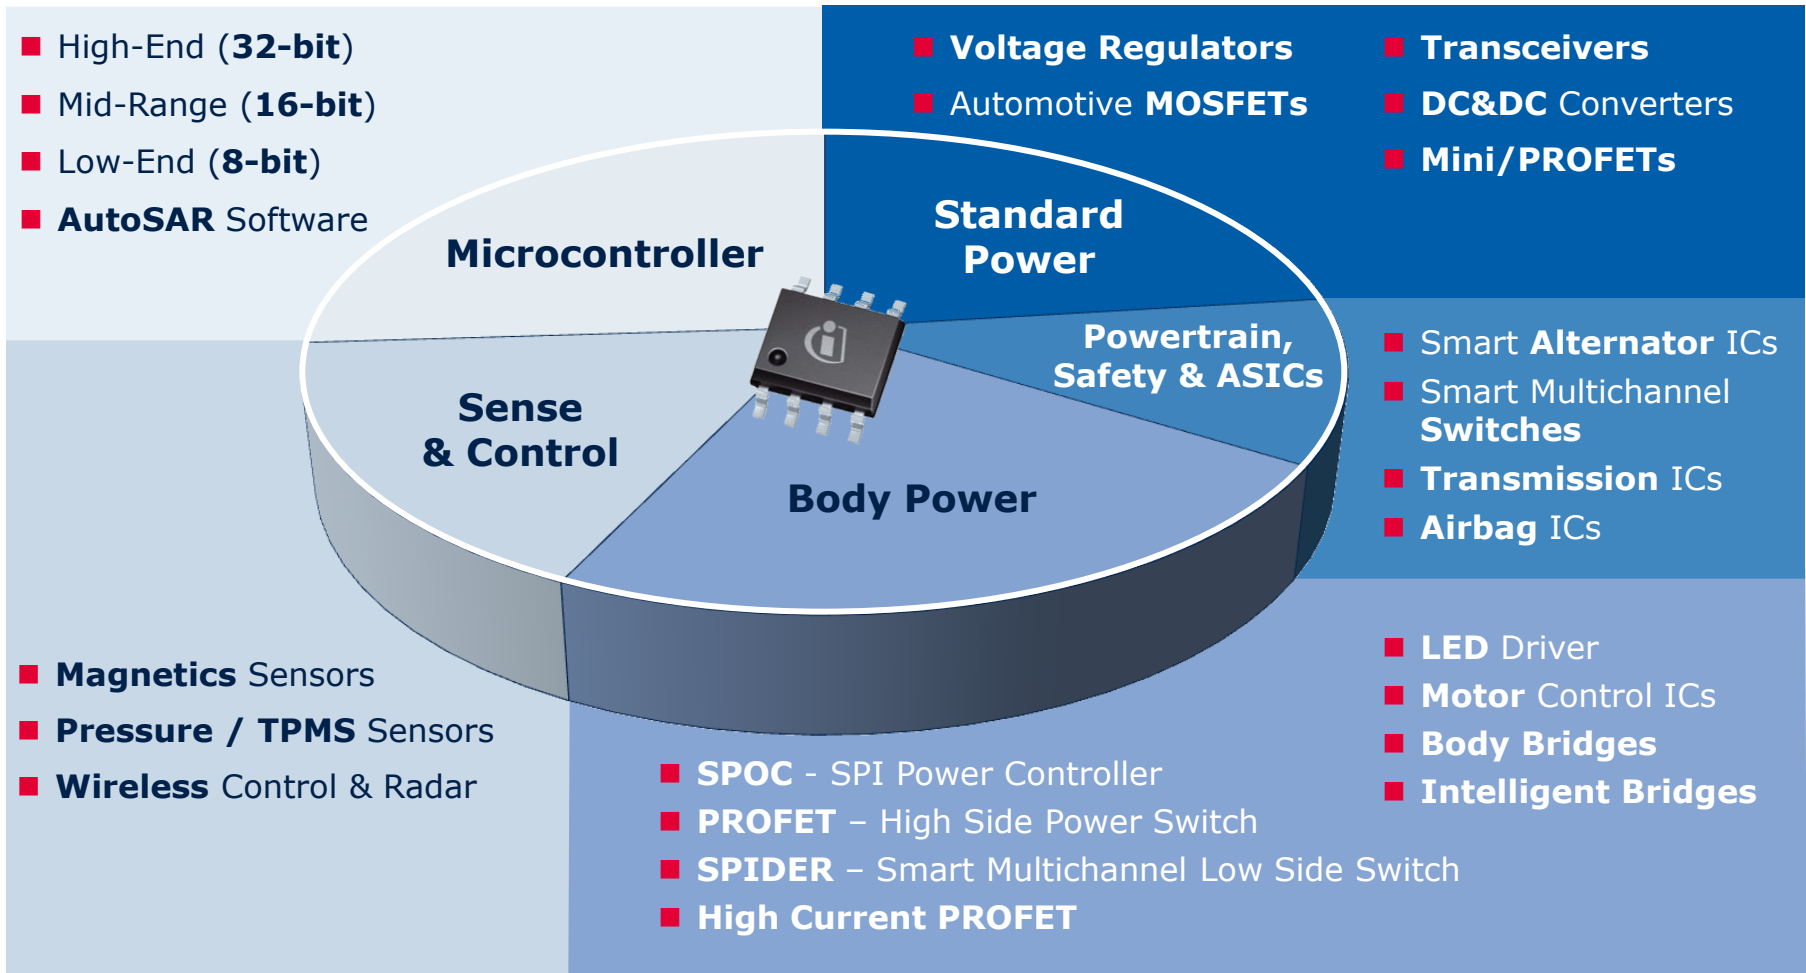 High-End (32-bit)
Mid-Range (16-bit)
Low-End (8-bit)
AutoSAR Software
Voltage Regulators
Automotive MOSFETs
Transceivers
DC&DC Converters
Mini/PROFETs
Microcontroller
Standard
Power
Powertrain,
Safety & ASICs
Sense
& Control
Body Power
Smart Alternator ICs
Smart Multichannel
Switches
Transmission ICs
Airbag ICs
Magnetics Sensors
Pressure / TPMS Sensors
Wireless Control & Radar
SPOC - SPI Power Controller
PROFET – High Side Power Switch
SPIDER – Smart Multichannel Low Side Switch
High Current PROFET
LED Driver
Motor Control ICs
Body Bridges
Intelligent Bridges